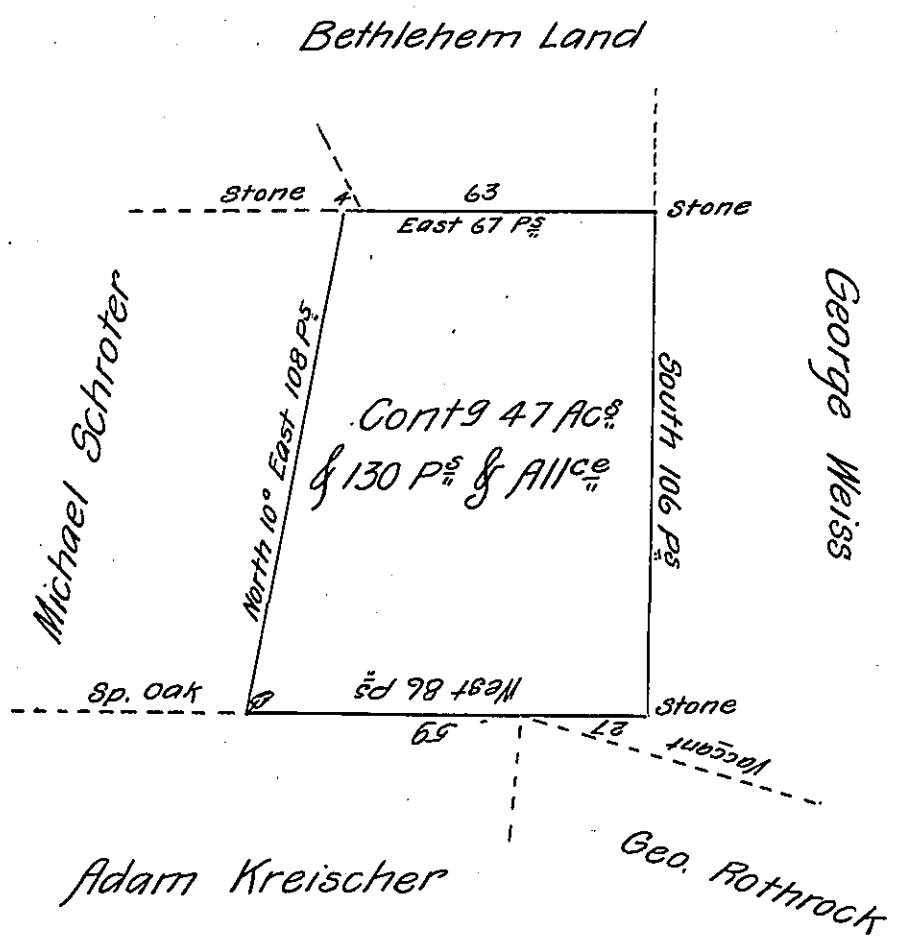 Bethlehem Land
Stone
4
63
Stone
East 67 Ps
Michael Schroter
North 10° East 108 Ps
Contg 47 Acs
& 130 Ps & Allce
South 106 ps
George Weiss
Sp. Oak
West 86 ps
Stone
59
27
Vaccant
Adam Kreischer
Geo. Rothrock